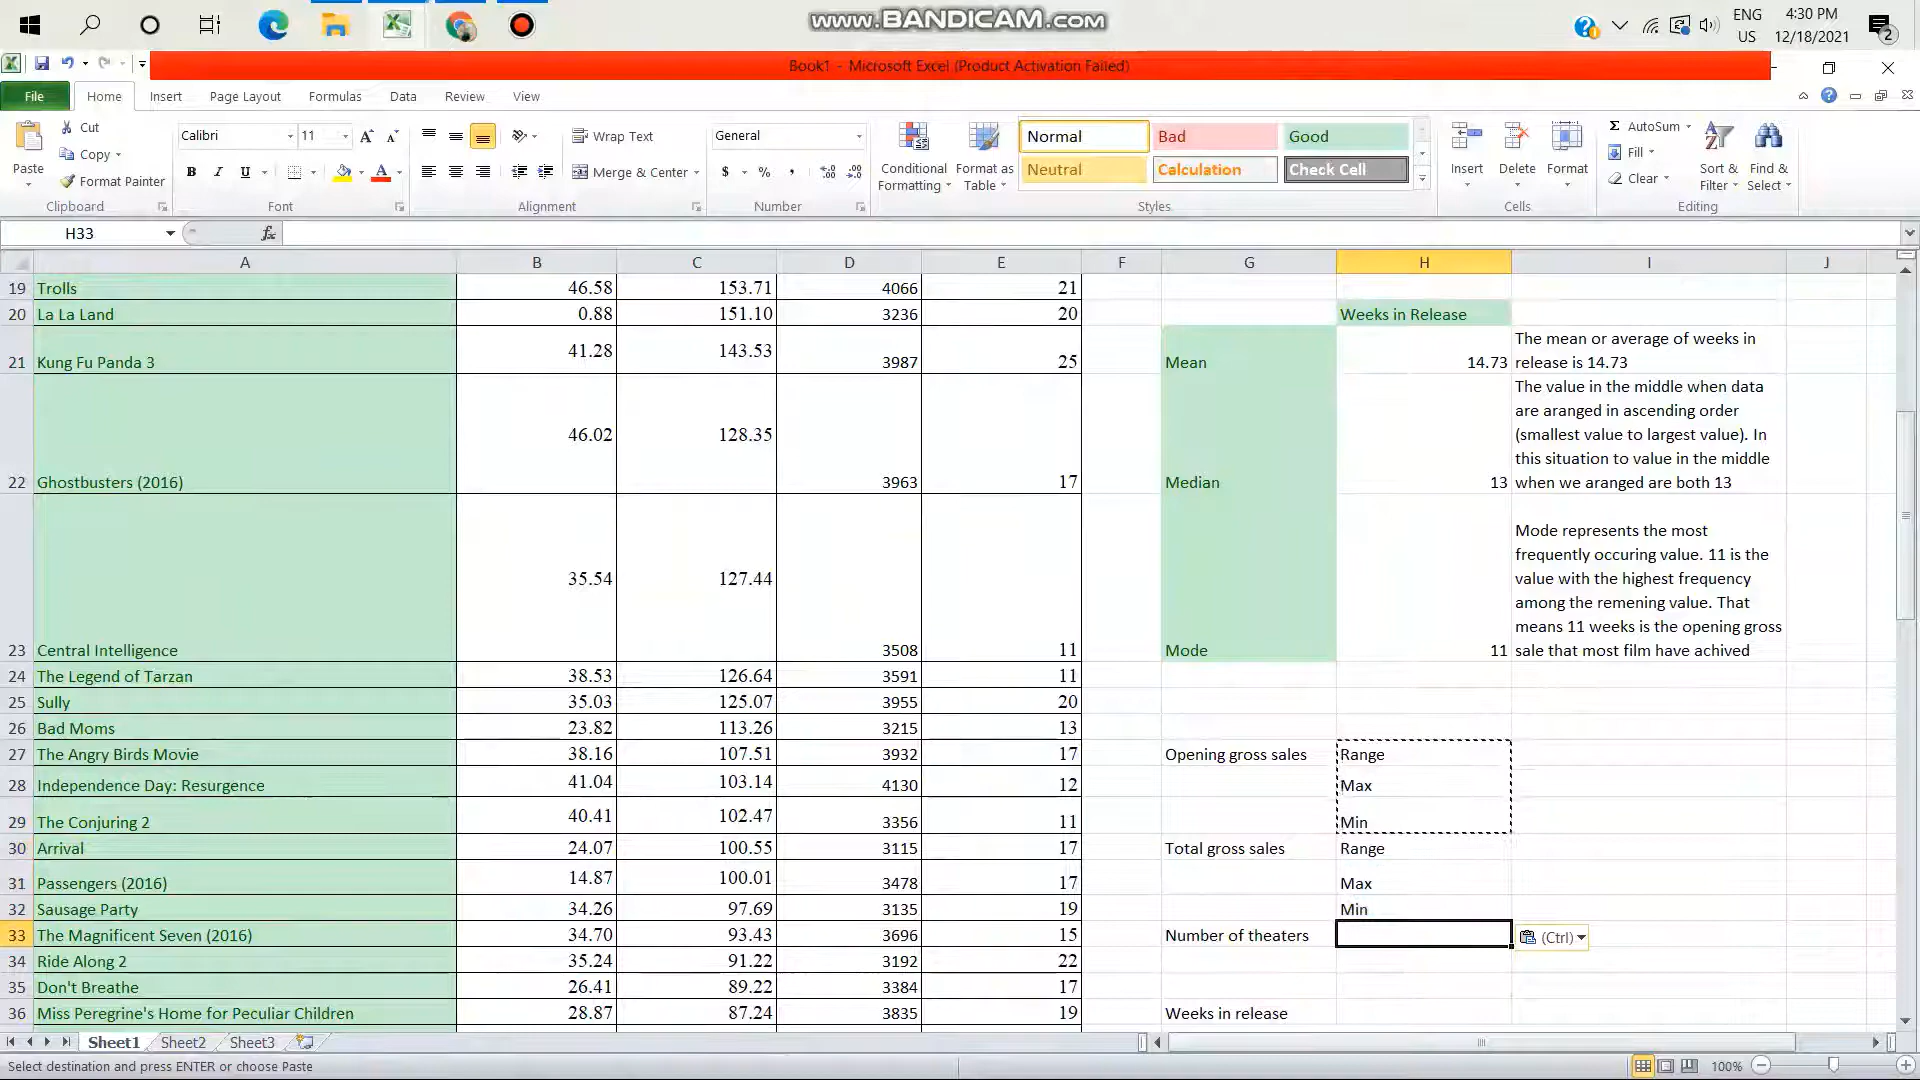 www.BANDICAM.com
ENG
US
4:30 PM
12/18/2021
2
Book1 - Microsoft Excel (Product Activation Failed)
File Home Insert Page Layout Formulas Data Review View
Paste
Cut
Copy
Format Painter
Clipboard
Calibri 11
B I U
Font
Wrap Text
Merge & Center
Alignment
General
$ % ,
Number
Conditional Formatting
Format as Table
Normal Bad Good
Neutral Calculation Check Cell
Styles
Insert Delete Format
Cells
Σ AutoSum
Fill
Clear
Sort & Filter
Find & Select
Editing
H33 fx
A B C D E F G H I J
19 Trolls 46.58 153.71 4066 21
20 La La Land 0.88 151.10 3236 20 Weeks in Release
21 Kung Fu Panda 3 41.28 143.53 3987 25 Mean 14.73
The mean or average of weeks in
release is 14.73
22 Ghostbusters (2016) 46.02 128.35 3963 17 Median 13
The value in the middle when data
are aranged in ascending order
(smallest value to largest value). In
this situation to value in the middle
when we aranged are both 13
23 Central Intelligence 35.54 127.44 3508 11 Mode 11
Mode represents the most
frequently occuring value. 11 is the
value with the highest frequency
among the remening value. That
means 11 weeks is the opening gross
sale that most film have achived
24 The Legend of Tarzan 38.53 126.64 3591 11
25 Sully 35.03 125.07 3955 20
26 Bad Moms 23.82 113.26 3215 13
27 The Angry Birds Movie 38.16 107.51 3932 17 Opening gross sales Range
28 Independence Day: Resurgence 41.04 103.14 4130 12 Max
29 The Conjuring 2 40.41 102.47 3356 11 Min
30 Arrival 24.07 100.55 3115 17 Total gross sales Range
31 Passengers (2016) 14.87 100.01 3478 17 Max
32 Sausage Party 34.26 97.69 3135 19 Min
33 The Magnificent Seven (2016) 34.70 93.43 3696 15 Number of theaters (Ctrl)
34 Ride Along 2 35.24 91.22 3192 22
35 Don't Breathe 26.41 89.22 3384 17
36 Miss Peregrine's Home for Peculiar Children 28.87 87.24 3835 19 Weeks in release
Sheet1 Sheet2 Sheet3
Select destination and press ENTER or choose Paste
100%